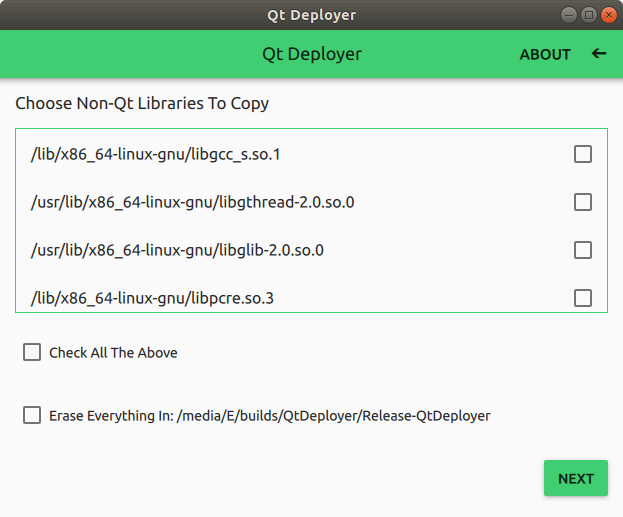 Qt Deployer
Qt Deployer ABOUT
Choose Non-Qt Libraries To Copy
/lib/x86_64-linux-gnu/libgcc_s.so.1
/usr/lib/x86_64-linux-gnu/libgthread-2.0.so.0
/usr/lib/x86_64-linux-gnu/libglib-2.0.so.0
/lib/x86_64-linux-gnu/libpcre.so.3
Check All The Above
Erase Everything In: /media/E/builds/QtDeployer/Release-QtDeployer
NEXT